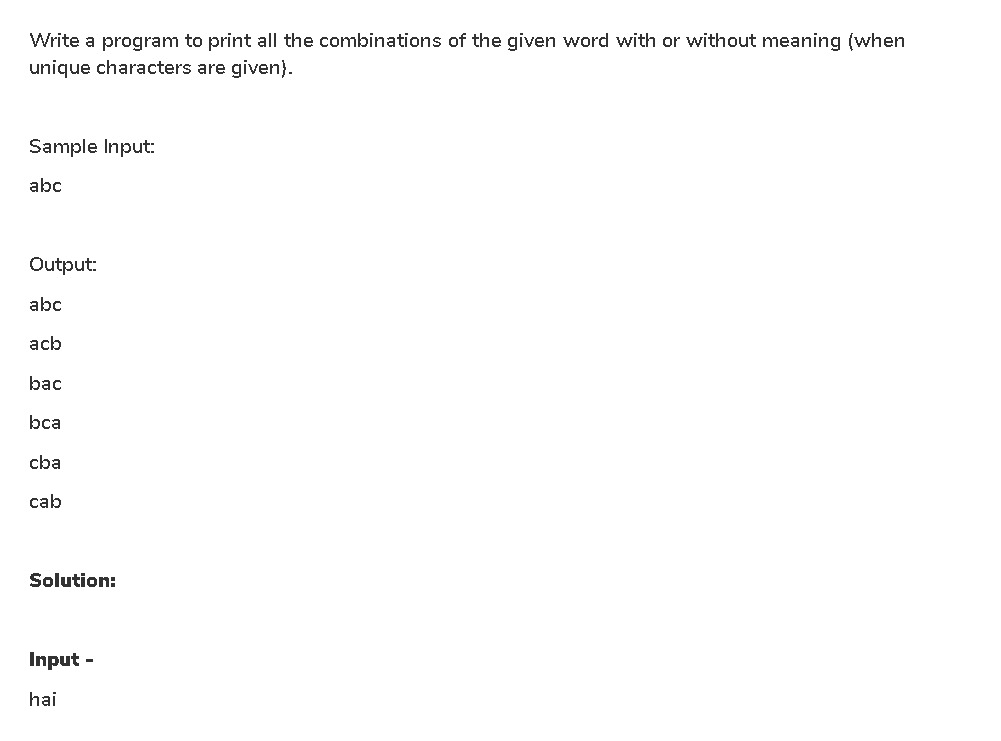 Write a program to print all the combinations of the given word with or without meaning (when
unique characters are given).
Sample Input:
abc
Output:
abc
acb
bac
bca
cba
cab
Solution:
Input -
hai